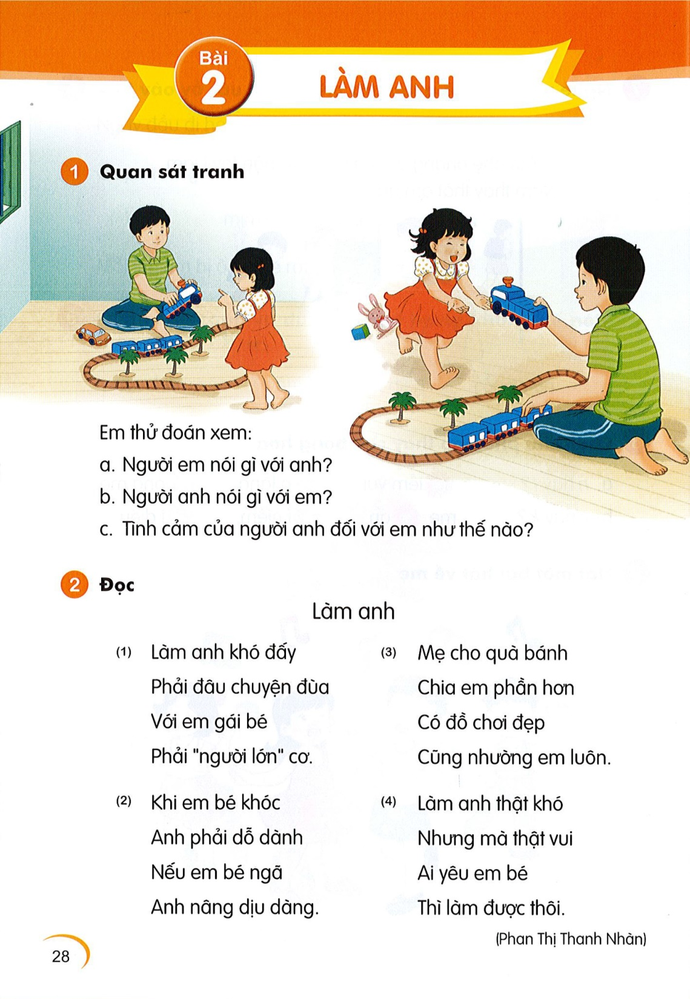 Bài
2
LÀM ANH
1 Quan sát tranh
Em thử đoán xem:
a. Người em nói gì với anh?
b. Người anh nói gì với em?
c. Tình cảm của người anh đối với em như thế nào?
2 Đọc
Làm anh
(1) Làm anh khó đấy
Phải đâu chuyện đùa
Với em gái bé
Phải "người lớn" cơ.
(2) Khi em bé khóc
Anh phải dỗ dành
Nếu em bé ngã
Anh nâng dịu dàng.
(3) Mẹ cho quà bánh
Chia em phần hơn
Có đồ chơi đẹp
Cũng nhường em luôn.
(4) Làm anh thật khó
Nhưng mà thật vui
Ai yêu em bé
Thì làm được thôi.
(Phan Thị Thanh Nhàn)
28